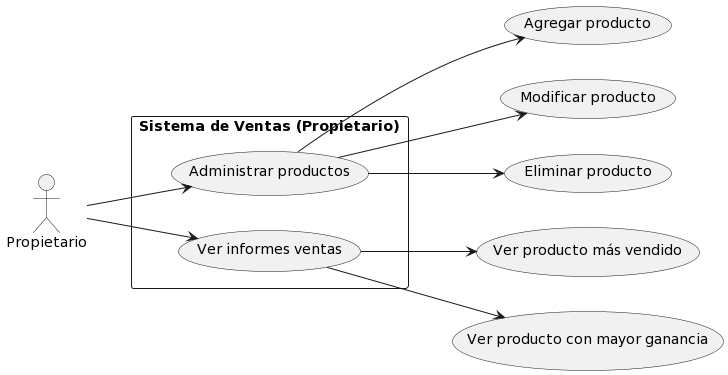 Agregar producto
Modificar producto
Sistema de Ventas (Propietario)
Administrar productos
Eliminar producto
Propietario
Ver informes ventas
Ver producto más vendido
Ver producto con mayor ganancia